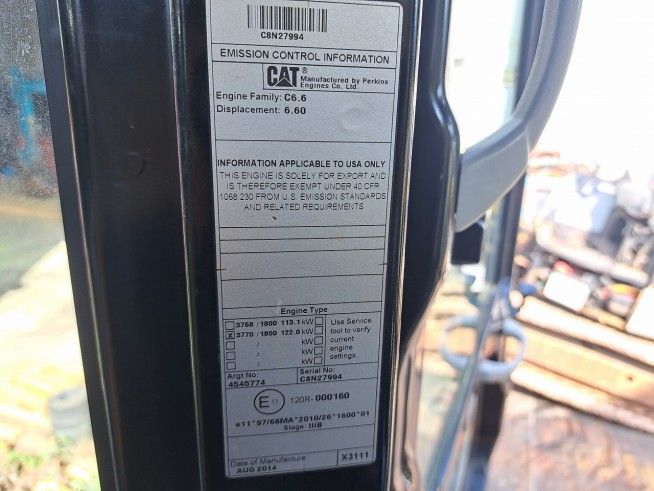 C8N27994
EMISSION CONTROL INFORMATION
CAT® Manufactured by Perkins
Engines Co. Ltd.
Engine Family: C6.6
Displacement: 6.60
INFORMATION APPLICABLE TO USA ONLY
THIS ENGINE IS SOLELY FOR EXPORT AND
IS THEREFORE EXEMPT UNDER 40 CFR
1068.230 FROM U.S. EMISSION STANDARDS
AND RELATED REQUIREMENTS
Engine Type
3768 / 1800 113.1 kW
X 3770 / 1800 122.0 kW
/ kW
/ kW
/ kW
Use Service
tool to verify
current
engine
settings.
Argt No: Serial No:
4545774 C8N27994
E11 120R-000160
e11*97/68MA*2010/26*1600*01
Stage: IIIB
Date of Manufacture X3111
AUG 2014